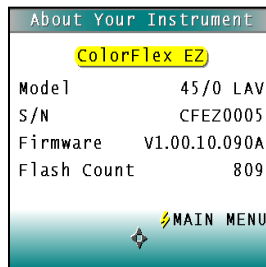 About Your Instrument
ColorFlex EZ
Model 45/0 LAV
S/N CFEZ0005
Firmware V1.00.10.090A
Flash Count 809
MAIN MENU